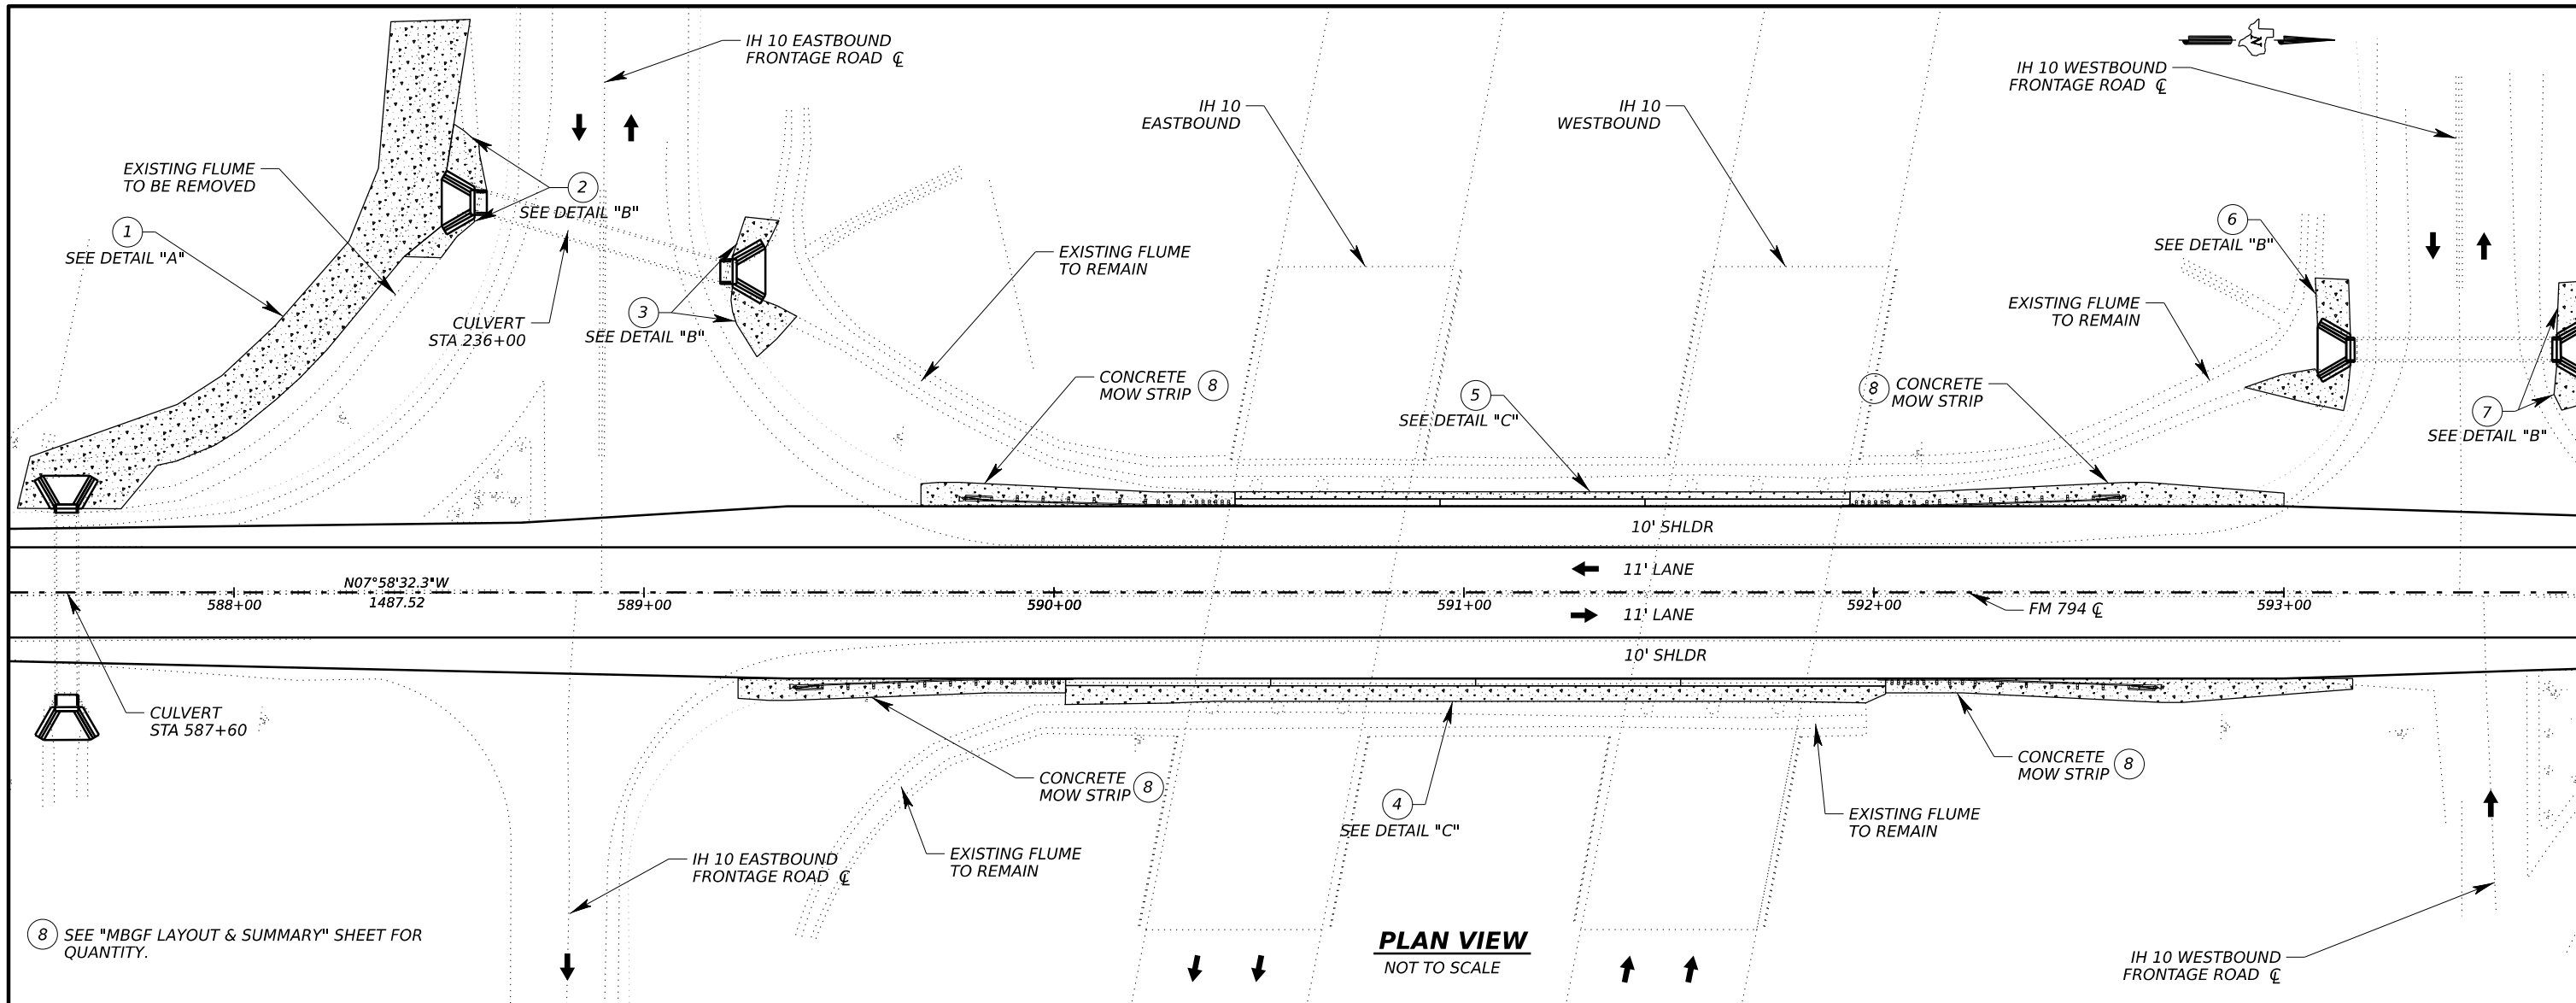 IH 10 EASTBOUND
FRONTAGE ROAD ℄
N
IH 10 WESTBOUND
FRONTAGE ROAD ℄
IH 10
EASTBOUND
IH 10
WESTBOUND
EXISTING FLUME
TO BE REMOVED
2
SEE DETAIL "B"
1
SEE DETAIL "A"
6
SEE DETAIL "B"
EXISTING FLUME
TO REMAIN
EXISTING FLUME
TO REMAIN
3
SEE DETAIL "B"
CULVERT
STA 236+00
CONCRETE
MOW STRIP 8
5
SEE DETAIL "C"
8 CONCRETE
MOW STRIP
7
SEE DETAIL "B"
10' SHLDR
11' LANE
N07°58'32.3"W
1487.52
588+00
589+00
590+00
591+00
592+00
593+00
11' LANE
FM 794 ℄
10' SHLDR
CULVERT
STA 587+60
CONCRETE
MOW STRIP 8
4
SEE DETAIL "C"
CONCRETE
MOW STRIP 8
EXISTING FLUME
TO REMAIN
EXISTING FLUME
TO REMAIN
IH 10 EASTBOUND
FRONTAGE ROAD ℄
8 SEE "MBGF LAYOUT & SUMMARY" SHEET FOR
QUANTITY.
PLAN VIEW
NOT TO SCALE
IH 10 WESTBOUND
FRONTAGE ROAD ℄